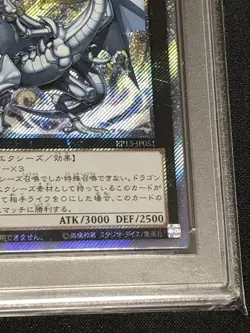 EP13-JP051
エクシーズ／効果】
ー×3
シーズ召喚でしか特殊召喚できない。ドラゴン
クシーズ素材として持っているこのカードが
って相手ライフを0にした場合、このカード
マッチに勝利する。
ATK/3000 DEF/2500
用できません。
©高橋和希 スタジオ・ダイス/集英社